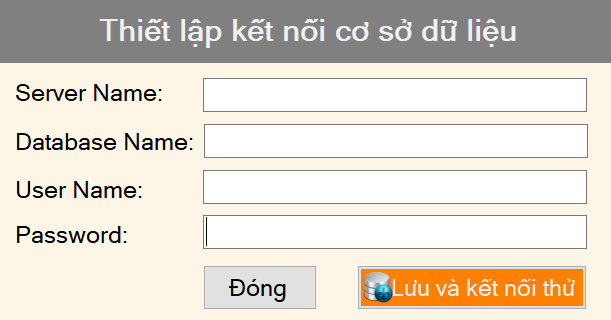 Thiết lập kết nối cơ sở dữ liệu
Server Name:
Database Name:
User Name:
Password:
Đóng
Lưu và kết nối thử